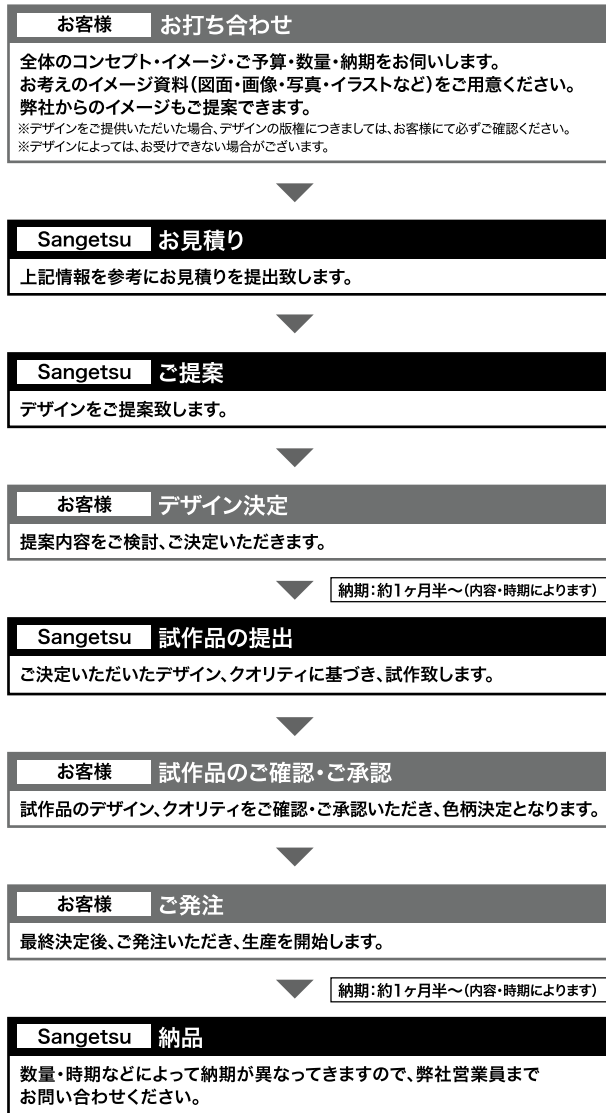 お客様 お打ち合わせ
全体のコンセプト・イメージ・ご予算・数量・納期をお伺いします。
お考えのイメージ資料（図面・画像・写真・イラストなど）をご用意ください。
弊社からのイメージもご提案できます。
※デザインをご提供いただいた場合、デザインの版権につきましては、お客様にて必ずご確認ください。
※デザインによっては、お受けできない場合がございます。
Sangetsu お見積り
上記情報を参考にお見積りを提出致します。
Sangetsu ご提案
デザインをご提案致します。
お客様 デザイン決定
提案内容をご検討、ご決定いただきます。
納期：約1ヶ月半〜（内容・時期によります）
Sangetsu 試作品の提出
ご決定いただいたデザイン、クオリティに基づき、試作致します。
お客様 試作品のご確認・ご承認
試作品のデザイン、クオリティをご確認・ご承認いただき、色柄決定となります。
お客様 ご発注
最終決定後、ご発注いただき、生産を開始します。
納期：約1ヶ月半〜（内容・時期によります）
Sangetsu 納品
数量・時期などによって納期が異なってきますので、弊社営業員まで
お問い合わせください。